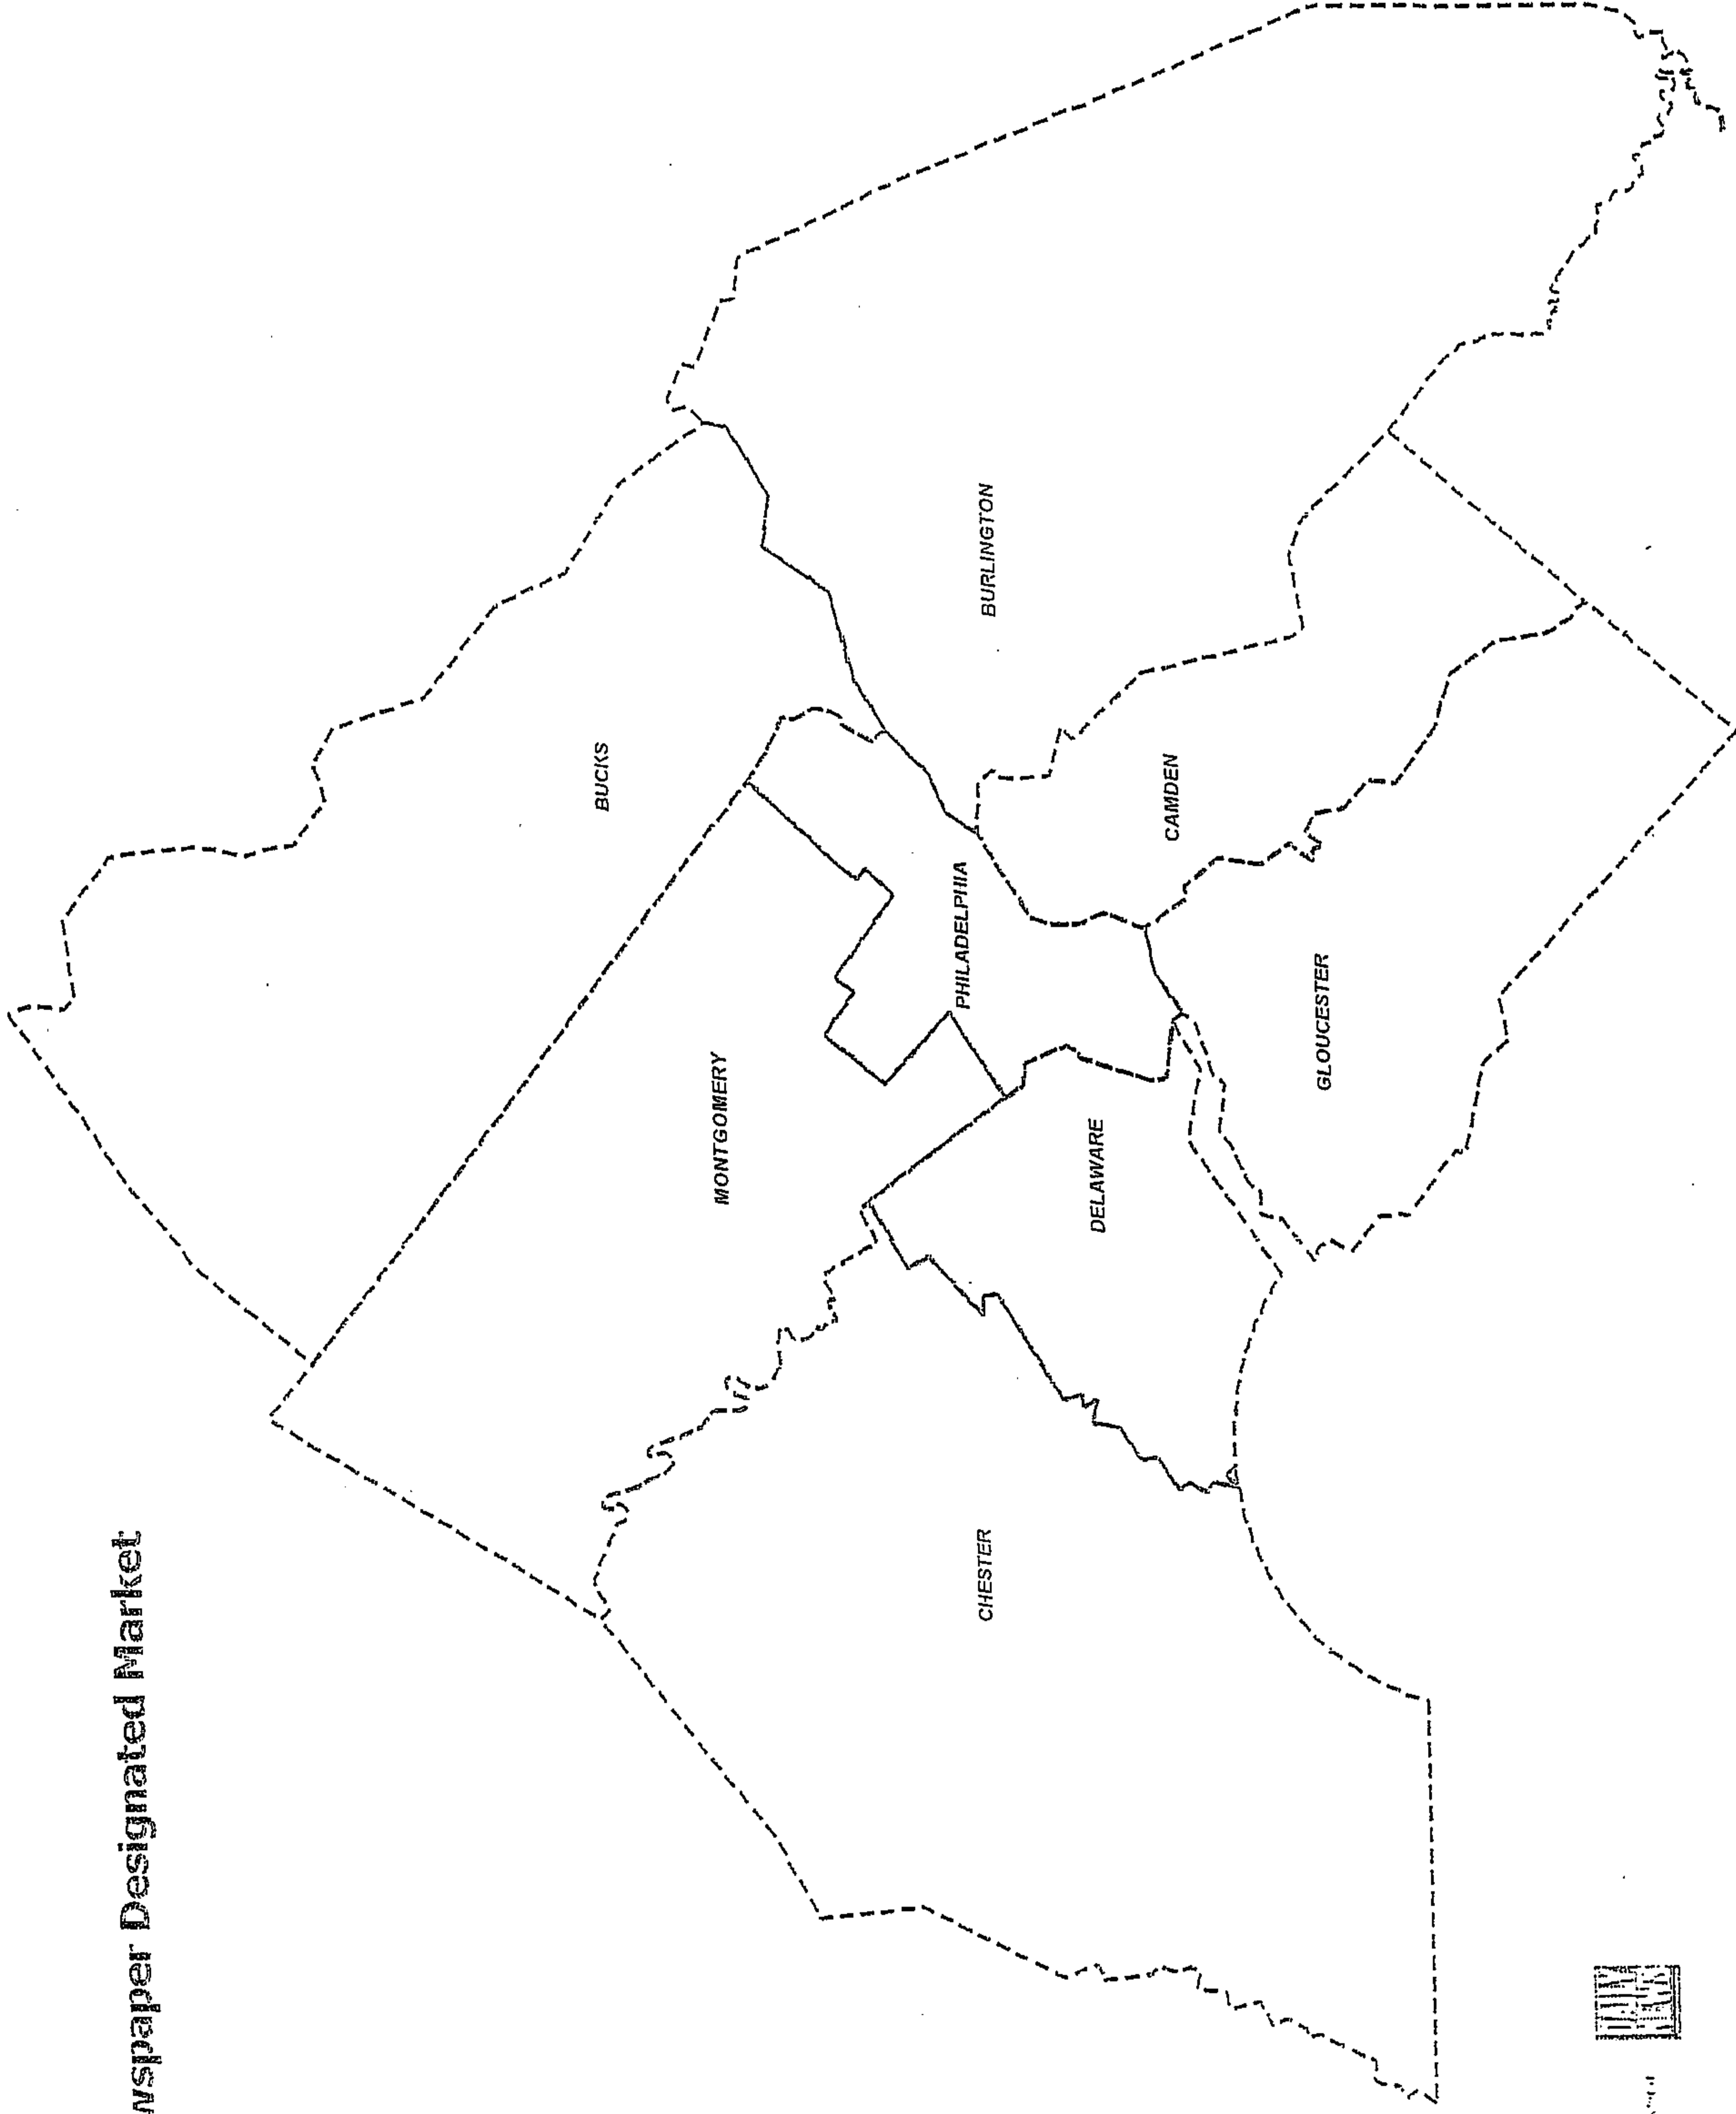 wspaper Designated Market
BUCKS
MONTGOMERY
BURLINGTON
PHILADELPHIA
CHESTER
DELAWARE
CAMDEN
GLOUCESTER